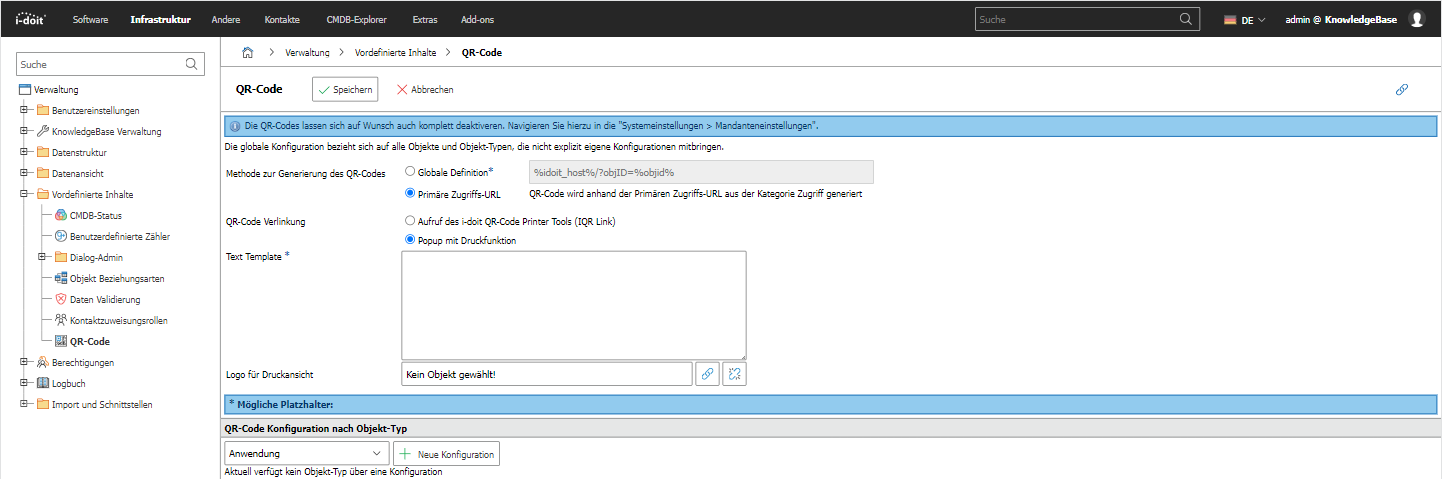 i-doit
Software
Infrastruktur
Andere
Kontakte
CMDB-Explorer
Extras
Add-ons
Suche
DE
admin @ KnowledgeBase
Suche
Verwaltung
Benutzereinstellungen
KnowledgeBase Verwaltung
Datenstruktur
Datenansicht
Vordefinierte Inhalte
CMDB-Status
Benutzerdefinierte Zähler
Dialog-Admin
Objekt Beziehungsarten
Daten Validierung
Kontaktzuweisungsrollen
QR-Code
Berechtigungen
Logbuch
Import und Schnittstellen
Verwaltung > Vordefinierte Inhalte > QR-Code
QR-Code
Speichern
Abbrechen
Die QR-Codes lassen sich auf Wunsch auch komplett deaktiveren. Navigieren Sie hierzu in die "Systemeinstellungen > Mandanteneinstellungen".
Die globale Konfiguration bezieht sich auf alle Objekte und Objekt-Typen, die nicht explizit eigene Konfigurationen mitbringen.
Methode zur Generierung des QR-Codes
Globale Definition*
%idoit_host%/?objID=%objid%
Primäre Zugriffs-URL
QR-Code wird anhand der Primären Zugriffs-URL aus der Kategorie Zugriff generiert
QR-Code Verlinkung
Aufruf des i-doit QR-Code Printer Tools (IQR Link)
Popup mit Druckfunktion
Text Template *
Logo für Druckansicht
Kein Objekt gewählt!
* Mögliche Platzhalter:
QR-Code Konfiguration nach Objekt-Typ
Anwendung
Neue Konfiguration
Aktuell verfügt kein Objekt-Typ über eine Konfiguration